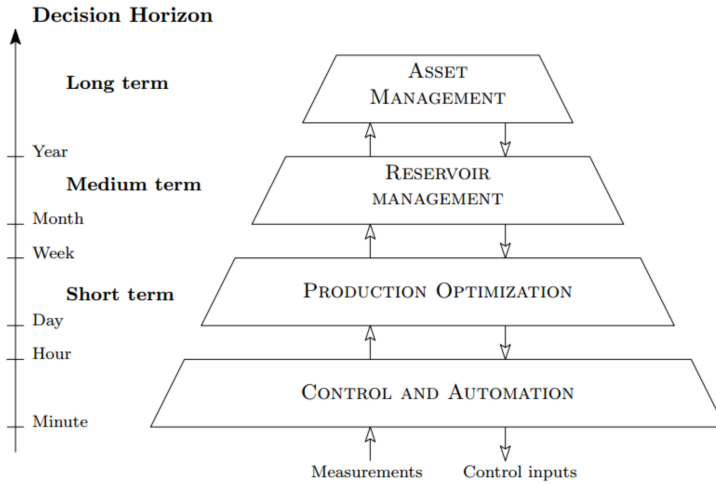 Decision Horizon
Long term
ASSET
MANAGEMENT
Year
Medium term
RESERVOIR
MANAGEMENT
Month
Week
Short term
PRODUCTION OPTIMIZATION
Day
Hour
CONTROL AND AUTOMATION
Minute
Measurements
Control inputs